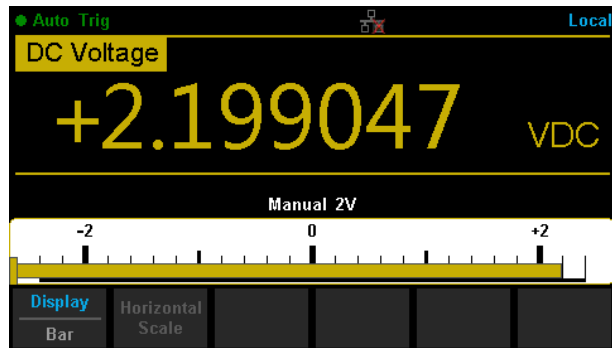 Auto Trig Local
DC Voltage
+2.199047 VDC
Manual 2V
-2 0 +2
Display Horizontal
Bar Scale